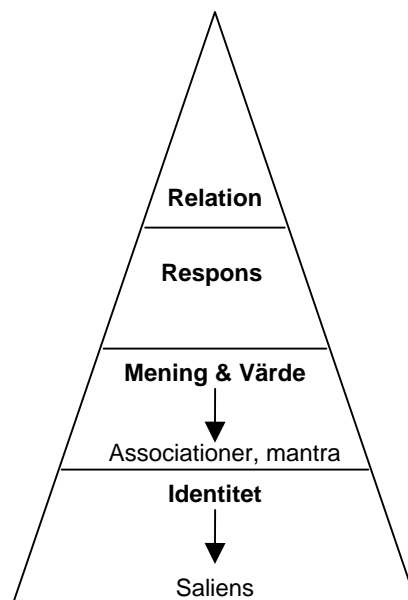 Relation
Respons
Mening & Värde
Associationer, mantra
Identitet
Saliens